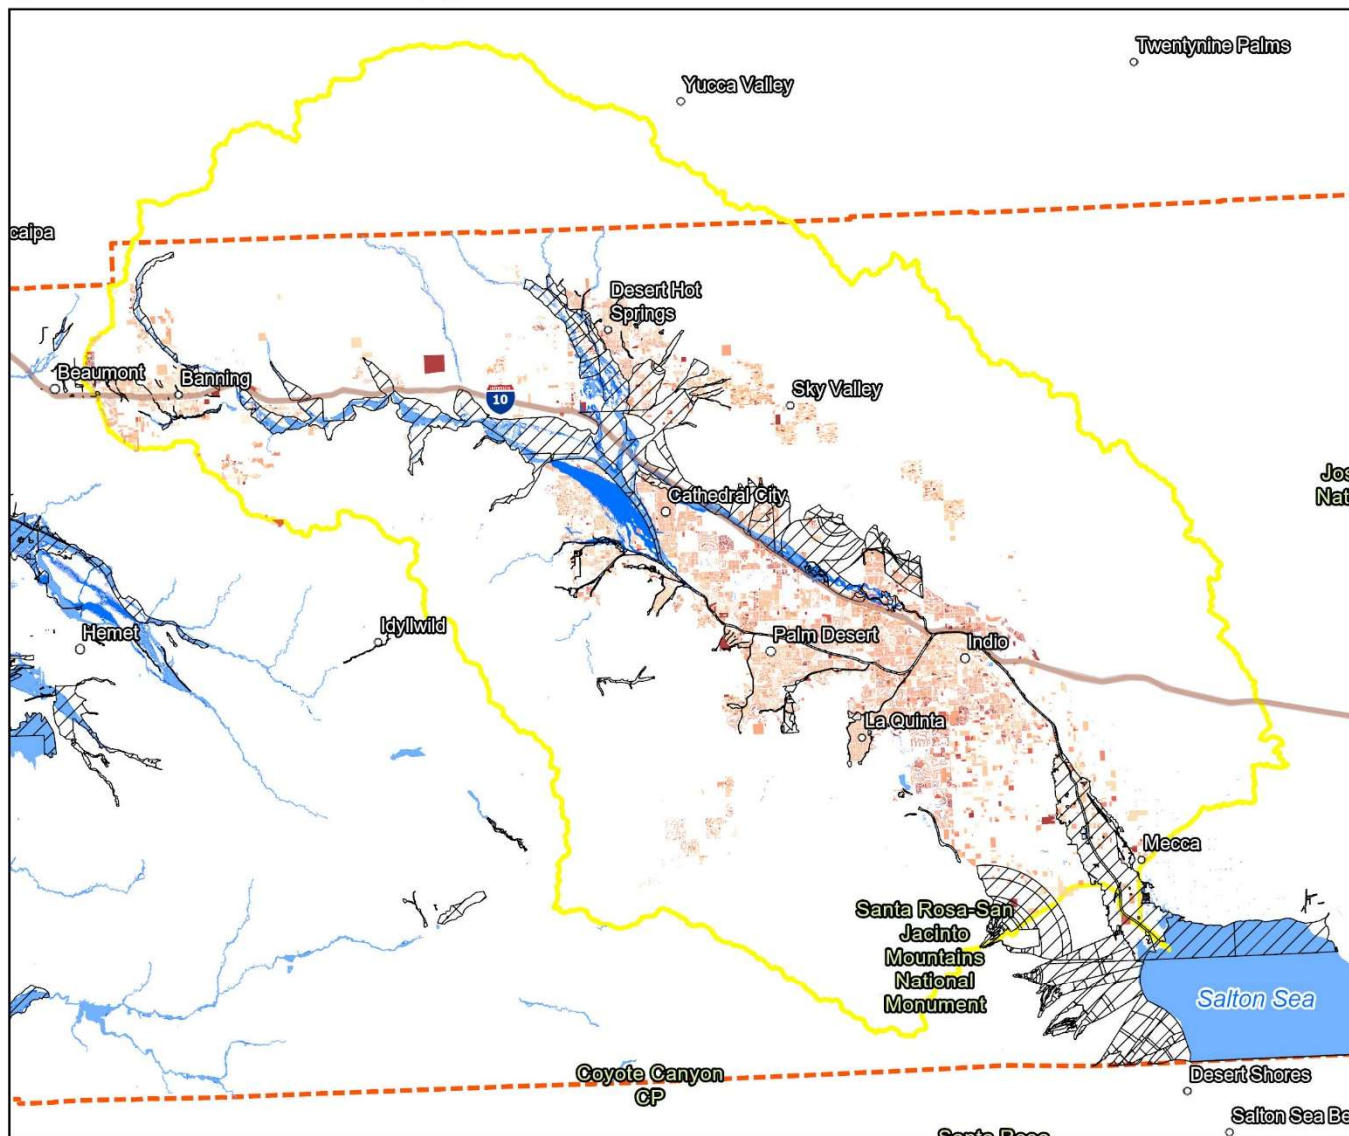 Twentynine Palms
Yucca Valley
caipa
Desert Hot
Springs
Beaumont
Banning
Sky Valley
10
Cathedral City
Jos
Nat
Hemet
Idyllwild
Palm Desert
Indio
La Quinta
Mecca
Santa Rosa-San
Jacinto
Mountains
National
Monument
Salton Sea
Coyote Canyon
CP
Desert Shores
Salton Sea Be
Santa Rosa